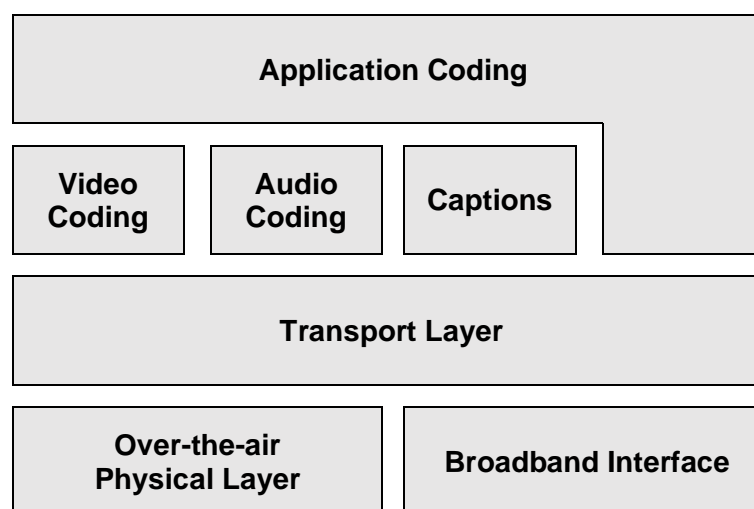 Application Coding
Video
Coding
Audio
Coding
Captions
Transport Layer
Over-the-air
Physical Layer
Broadband Interface